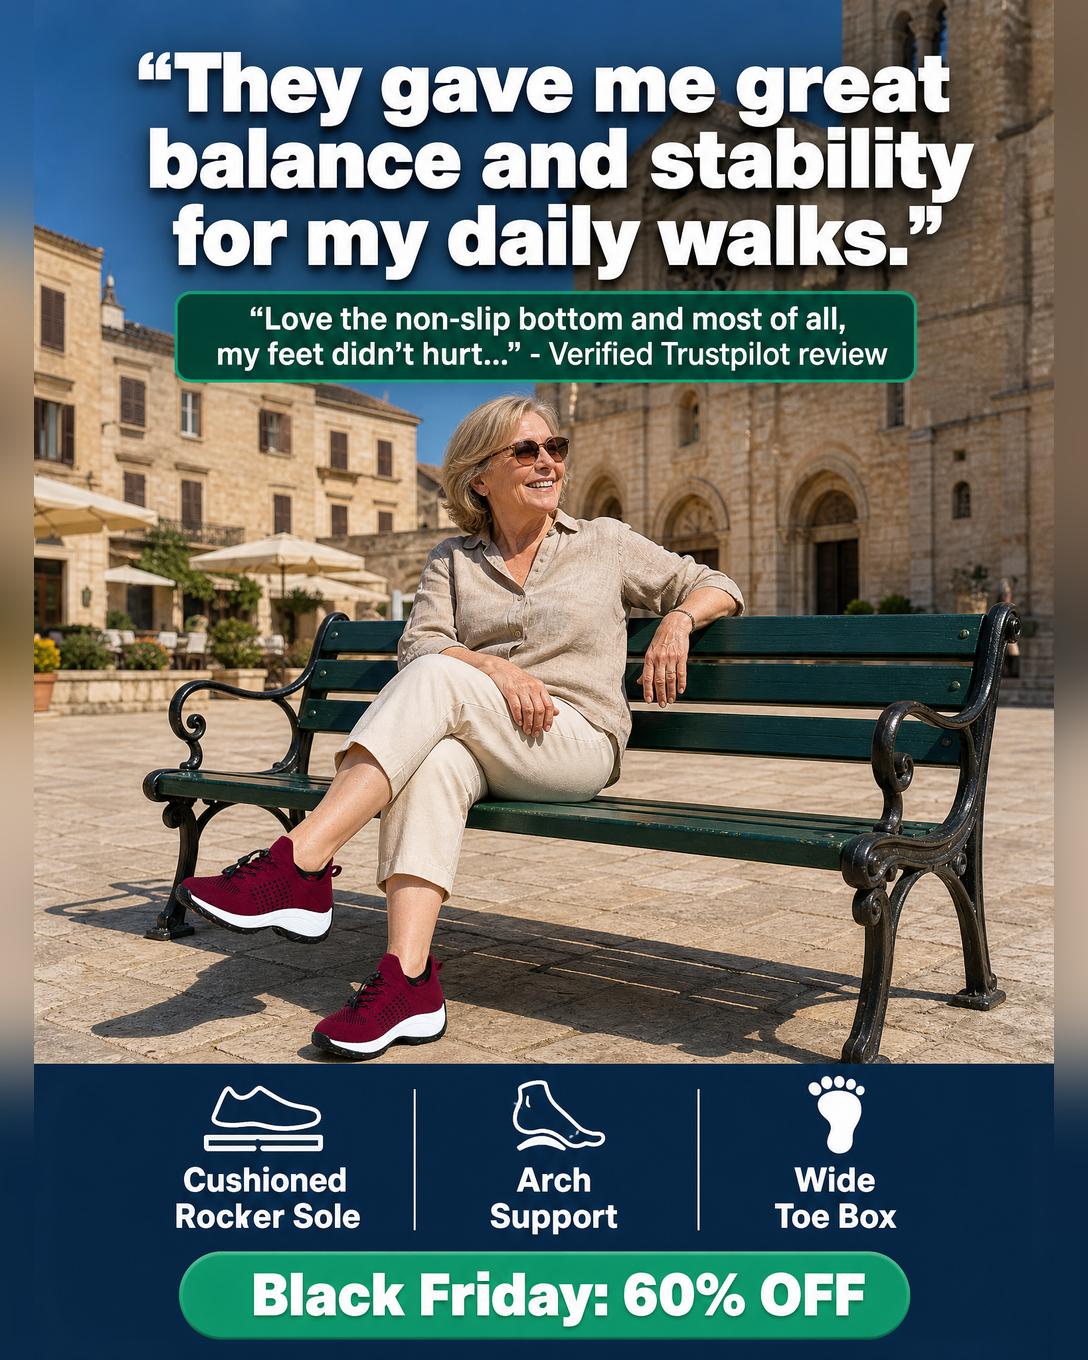 “They gave me great
balance and stability
for my daily walks.”
“Love the non-slip bottom and most of all,
my feet didn’t hurt...” - Verified Trustpilot review
Cushioned
Rocker Sole
Arch
Support
Wide
Toe Box
Black Friday: 60% OFF